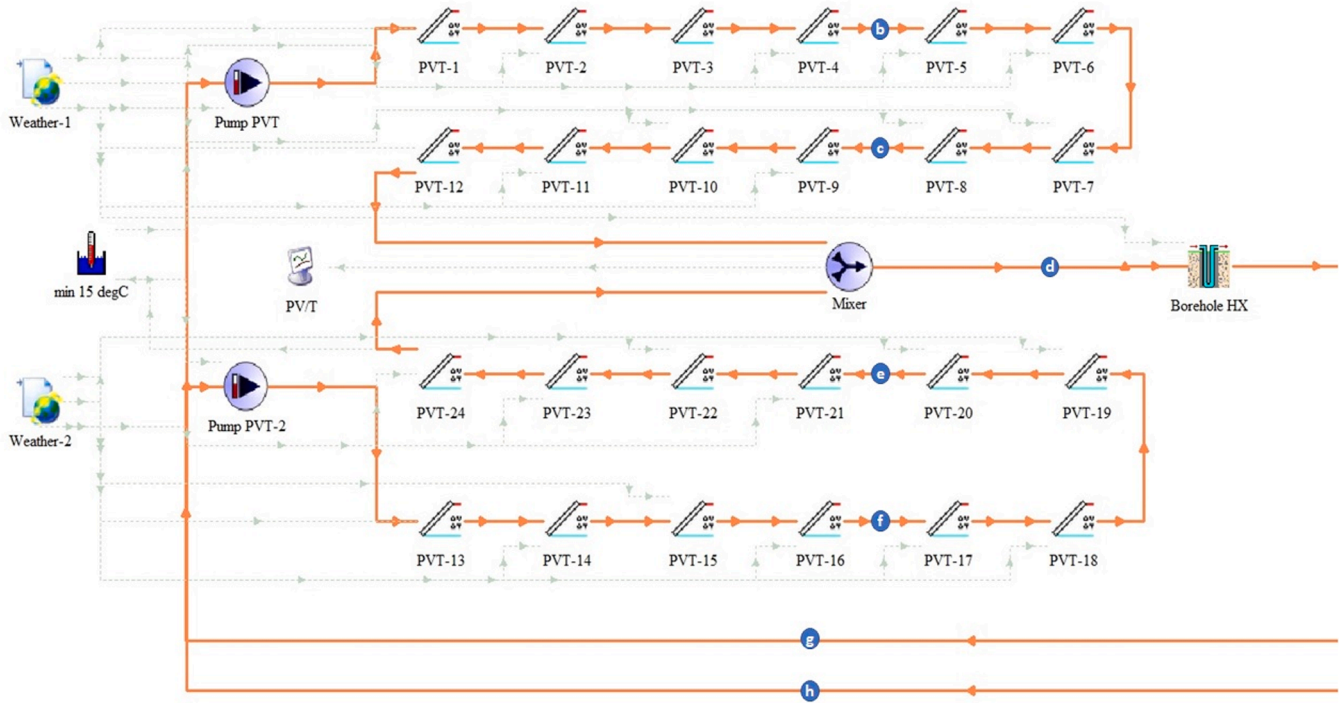 b
PVT-1
PVT-2
PVT-3
PVT-4
PVT-5
PVT-6
Weather-1
Pump PVT
c
PVT-12
PVT-11
PVT-10
PVT-9
PVT-8
PVT-7
min 15 degC
PV/T
d
Mixer
Borehole HX
e
Weather-2
Pump PVT-2
PVT-24
PVT-23
PVT-22
PVT-21
PVT-20
PVT-19
f
PVT-13
PVT-14
PVT-15
PVT-16
PVT-17
PVT-18
g
h